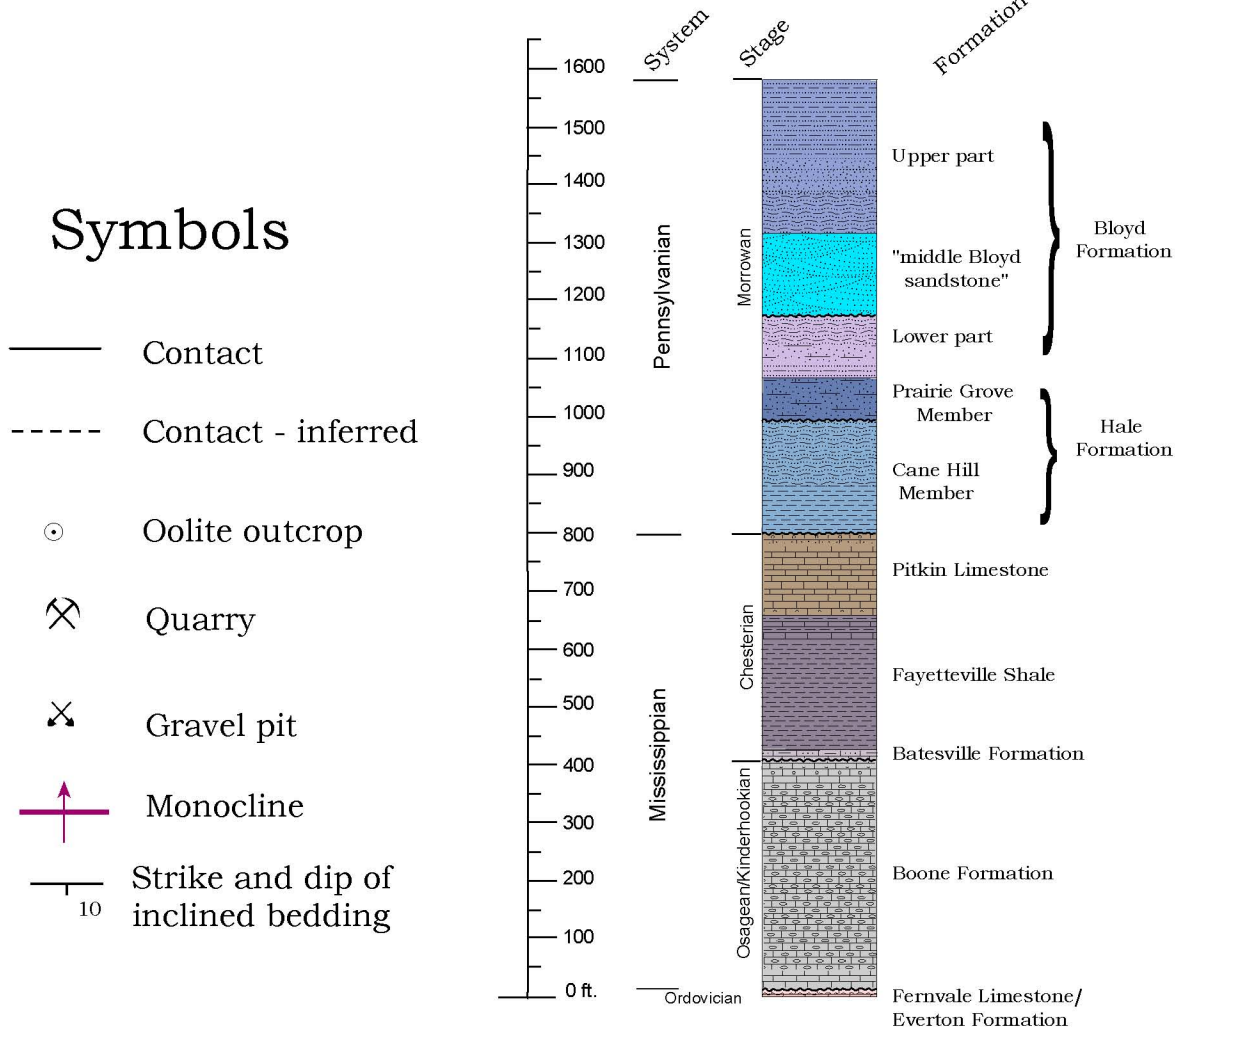 Symbols
Contact
Contact - inferred
Oolite outcrop
Quarry
Gravel pit
Monocline
10
Strike and dip of
inclined bedding
1600
1500
1400
1300
1200
1100
1000
900
800
700
600
500
400
300
200
100
0 ft.
System
Pennsylvanian
Mississippian
Ordovician
Stage
Morrowan
Chesterian
Osagean/Kinderhookian
Formation
Upper part
"middle Bloyd
sandstone"
Lower part
Bloyd
Formation
Prairie Grove
Member
Cane Hill
Member
Hale
Formation
Pitkin Limestone
Fayetteville Shale
Batesville Formation
Boone Formation
Fernvale Limestone/
Everton Formation